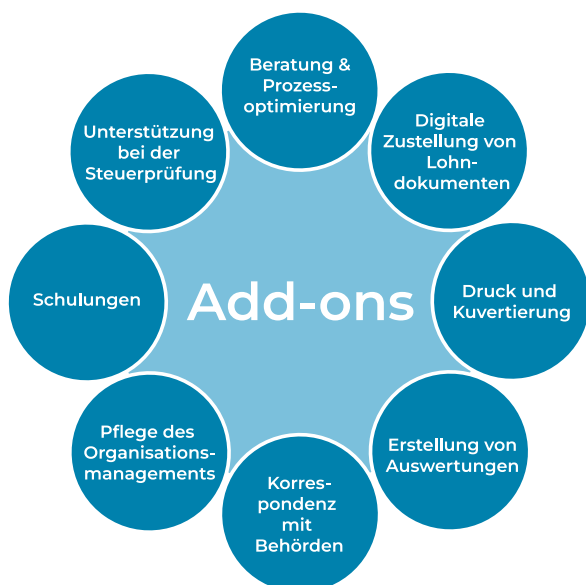 Beratung &
Prozess-
optimierung
Digitale
Zustellung von
Lohn-
dokumenten
Druck und
Kuvertierung
Erstellung von
Auswertungen
Korres-
pondenz
mit
Behörden
Pflege des
Organisations-
managements
Schulungen
Unterstützung
bei der
Steuerprüfung
Add-ons